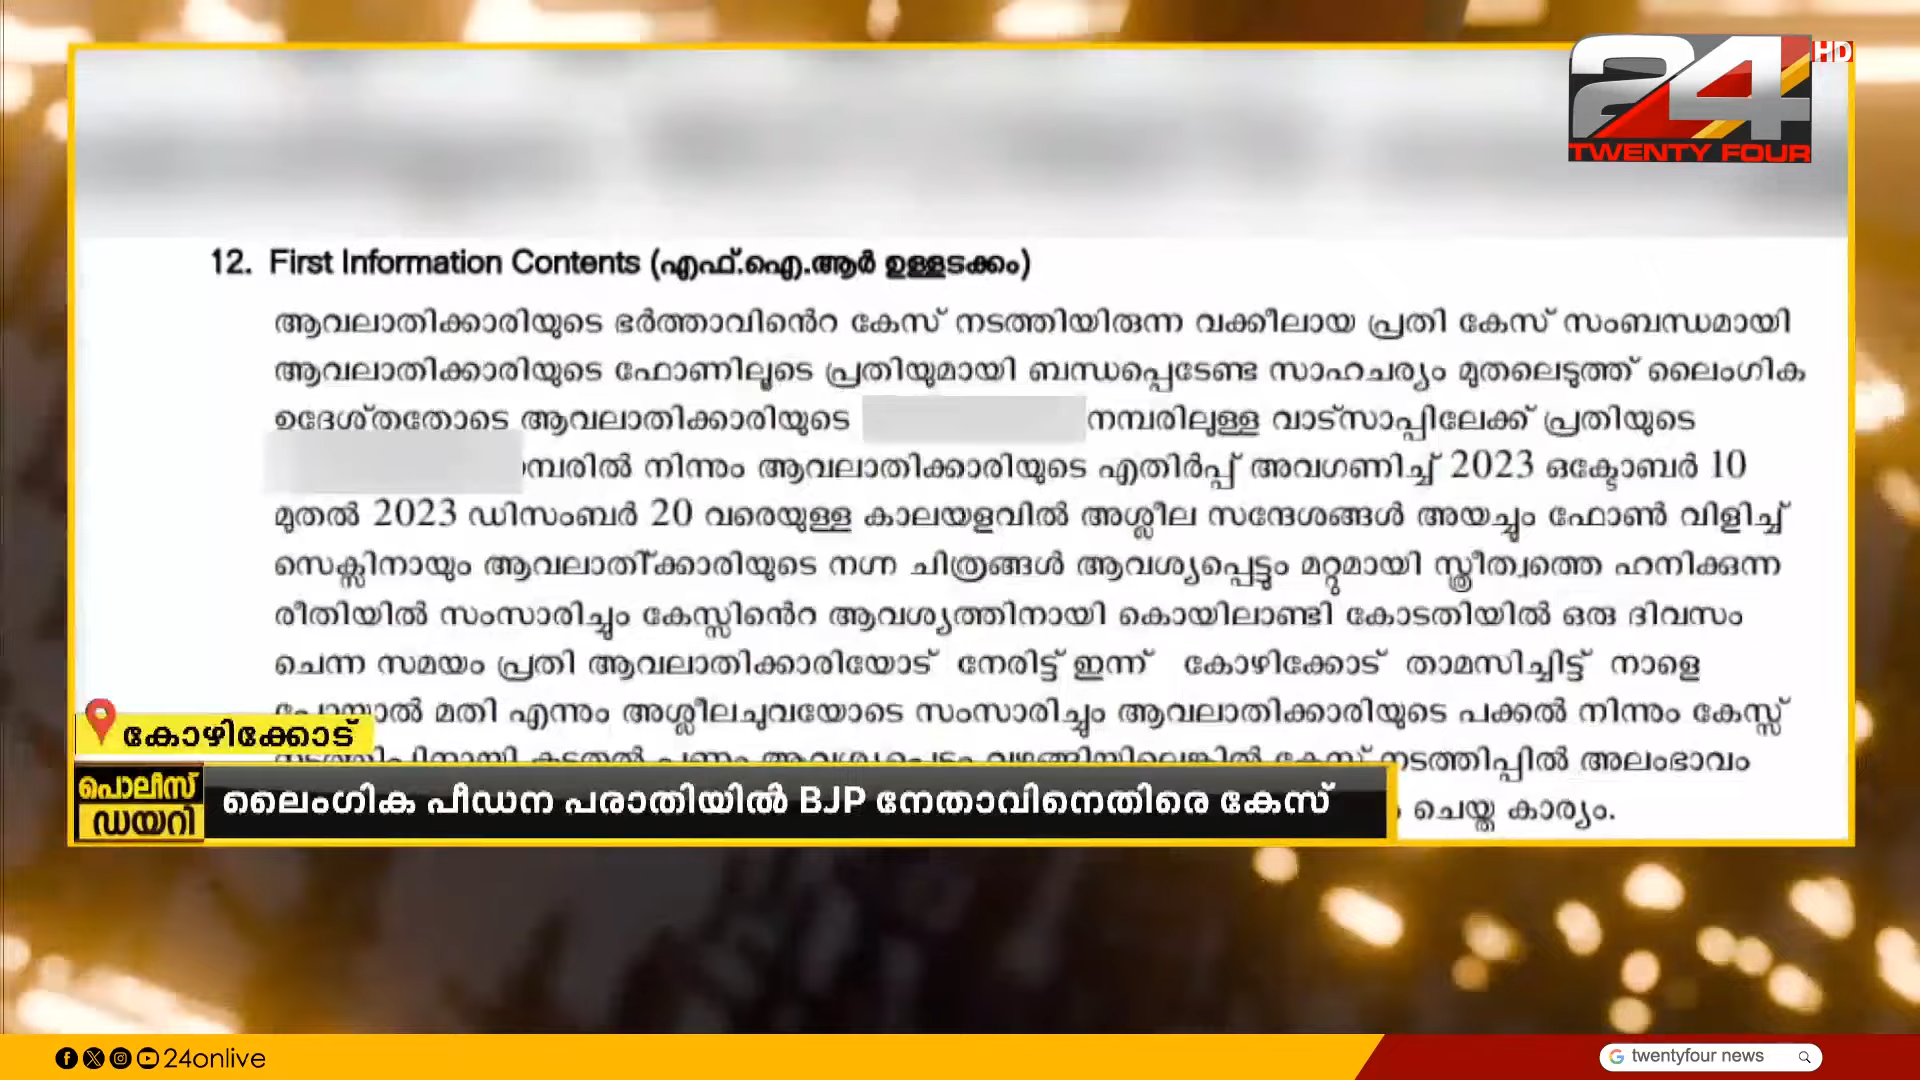 24 HD
TWENTY FOUR
12. First Information Contents (എഫ്.ഐ.ആർ ഉള്ളടക്കം)
ആവലാതിക്കാരിയുടെ ഭർത്താവിൻെറ കേസ് നടത്തിയിരുന്ന വക്കീലായ പ്രതി കേസ് സംബന്ധമായി
ആവലാതിക്കാരിയുടെ ഫോണിലൂടെ പ്രതിയുമായി ബന്ധപ്പെടേണ്ട സാഹചര്യം മുതലെടുത്ത് ലൈംഗിക
ഉദേശ്തതോടെ ആവലാതിക്കാരിയുടെ നമ്പരിലുള്ള വാട്സാപ്പിലേക്ക് പ്രതിയുടെ
മ്പരിൽ നിന്നും ആവലാതിക്കാരിയുടെ എതിർപ്പ് അവഗണിച്ച് 2023 ഒക്ടോബർ 10
മുതൽ 2023 ഡിസംബർ 20 വരെയുള്ള കാലയളവിൽ അശ്ലീല സന്ദേശങ്ങൾ അയച്ചും ഫോൺ വിളിച്ച്
സെക്സിനായും ആവലാതി്ക്കാരിയുടെ നഗ്ന ചിത്രങ്ങൾ ആവശ്യപ്പെട്ടും മറ്റുമായി സ്ത്രീത്വത്തെ ഹനിക്കുന്ന
രീതിയിൽ സംസാരിച്ചും കേസ്സിൻെറ ആവശ്യത്തിനായി കൊയിലാണ്ടി കോടതിയിൽ ഒരു ദിവസം
ചെന്ന സമയം പ്രതി ആവലാതിക്കാരിയോട് നേരിട്ട് ഇന്ന് കോഴിക്കോട് താമസിച്ചിട്ട് നാളെ
പോയാൽ മതി എന്നും അശ്ലീലചുവയോടെ സംസാരിച്ചും ആവലാതിക്കാരിയുടെ പക്കൽ നിന്നും കേസ്സ്
നടത്തിപ്പിൽ അലംഭാവം
ചെയ്ത കാര്യം.
കോഴിക്കോട്
പൊലീസ്
ഡയറി
ലൈംഗിക പീഡന പരാതിയിൽ BJP നേതാവിനെതിരെ കേസ്
24onlive
twentyfour news